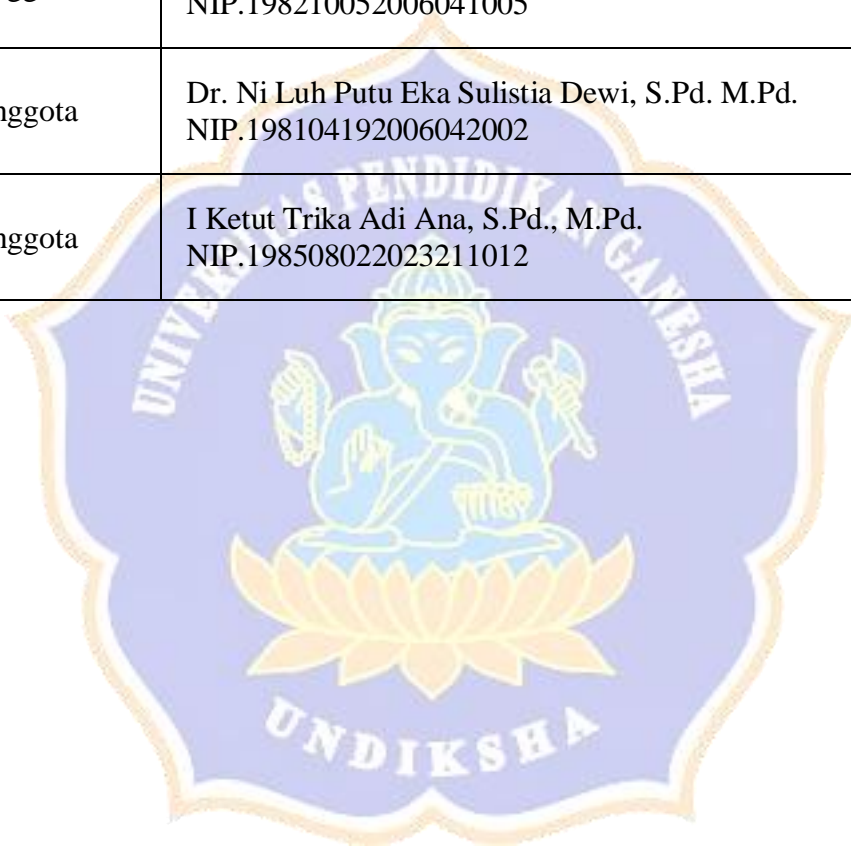 NIP.198210052006041005
nggota
Dr. Ni Luh Putu Eka Sulistia Dewi, S.Pd. M.Pd.
NIP.198104192006042002
nggota
I Ketut Trika Adi Ana, S.Pd., M.Pd.
NIP.198508022023211012
UNIVERSITAS PENDIDIKAN GANESHA
UNDIKSHA